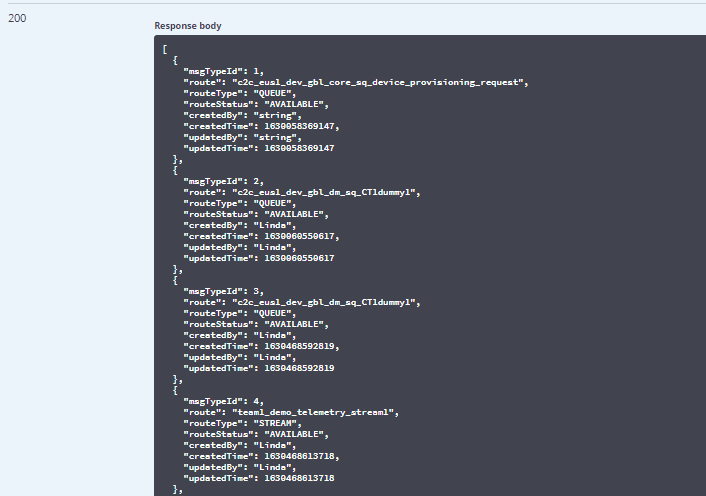 200
Response body
[
  {
    "msgTypeId": 1,
    "route": "c2c_eus1_dev_gbl_core_sq_device_provisioning_request",
    "routeType": "QUEUE",
    "routeStatus": "AVAILABLE",
    "createdBy": "string",
    "createdTime": 1630058369147,
    "updatedBy": "string",
    "updatedTime": 1630058369147
  },
  {
    "msgTypeId": 2,
    "route": "c2c_eus1_dev_gbl_dm_sq_CT1dummy1",
    "routeType": "QUEUE",
    "routeStatus": "AVAILABLE",
    "createdBy": "Linda",
    "createdTime": 1630060550617,
    "updatedBy": "Linda",
    "updatedTime": 1630060550617
  },
  {
    "msgTypeId": 3,
    "route": "c2c_eus1_dev_gbl_dm_sq_CT1dummy1",
    "routeType": "QUEUE",
    "routeStatus": "AVAILABLE",
    "createdBy": "Linda",
    "createdTime": 1630468592819,
    "updatedBy": "Linda",
    "updatedTime": 1630468592819
  },
  {
    "msgTypeId": 4,
    "route": "team1_demo_telemetry_stream1",
    "routeType": "STREAM",
    "routeStatus": "AVAILABLE",
    "createdBy": "Linda",
    "createdTime": 1630468613718,
    "updatedBy": "Linda",
    "updatedTime": 1630468613718
  },